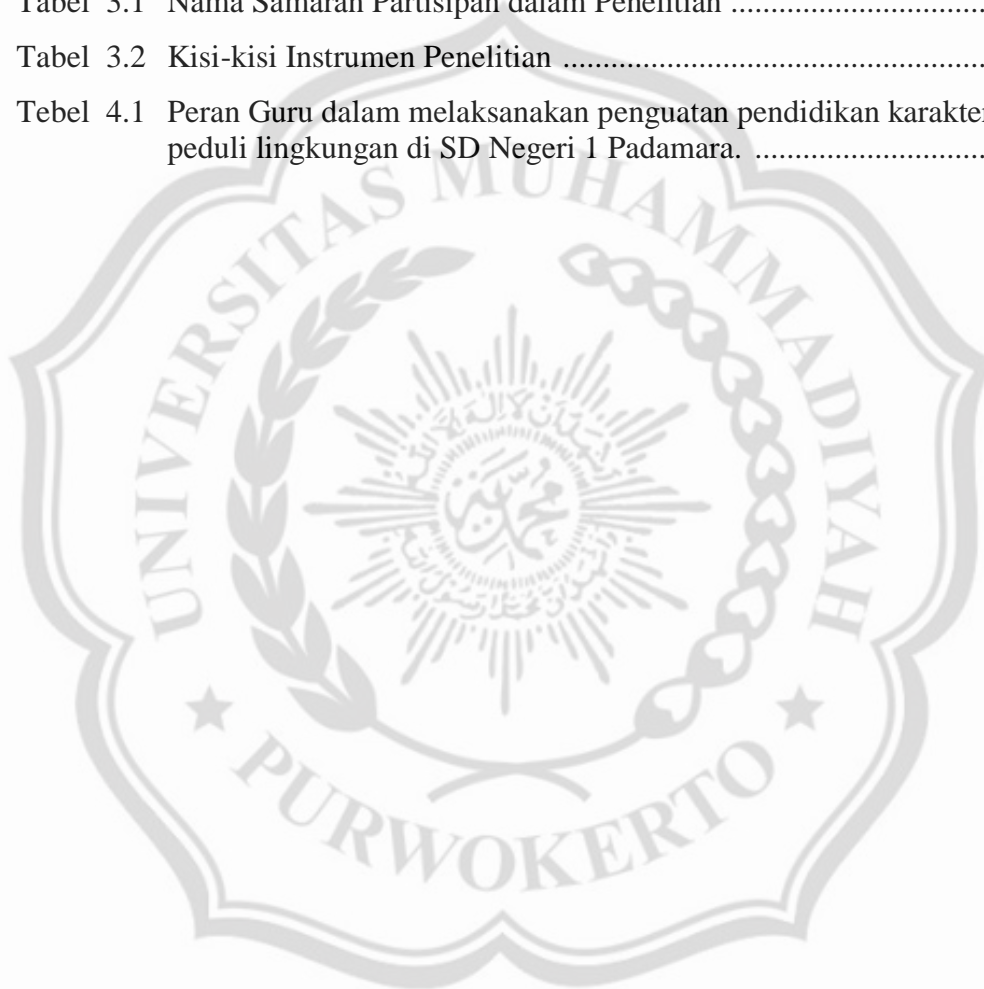 Tabel 3.1 Nama Samaran Partisipan dalam Penelitian ..........................
Tabel 3.2 Kisi-kisi Instrumen Penelitian ................................................
Tebel 4.1 Peran Guru dalam melaksanakan penguatan pendidikan karakter
peduli lingkungan di SD Negeri 1 Padamara. ..........................
UNIVERSITAS MUHAMMADIYAH
محمد
PURWOKERTO